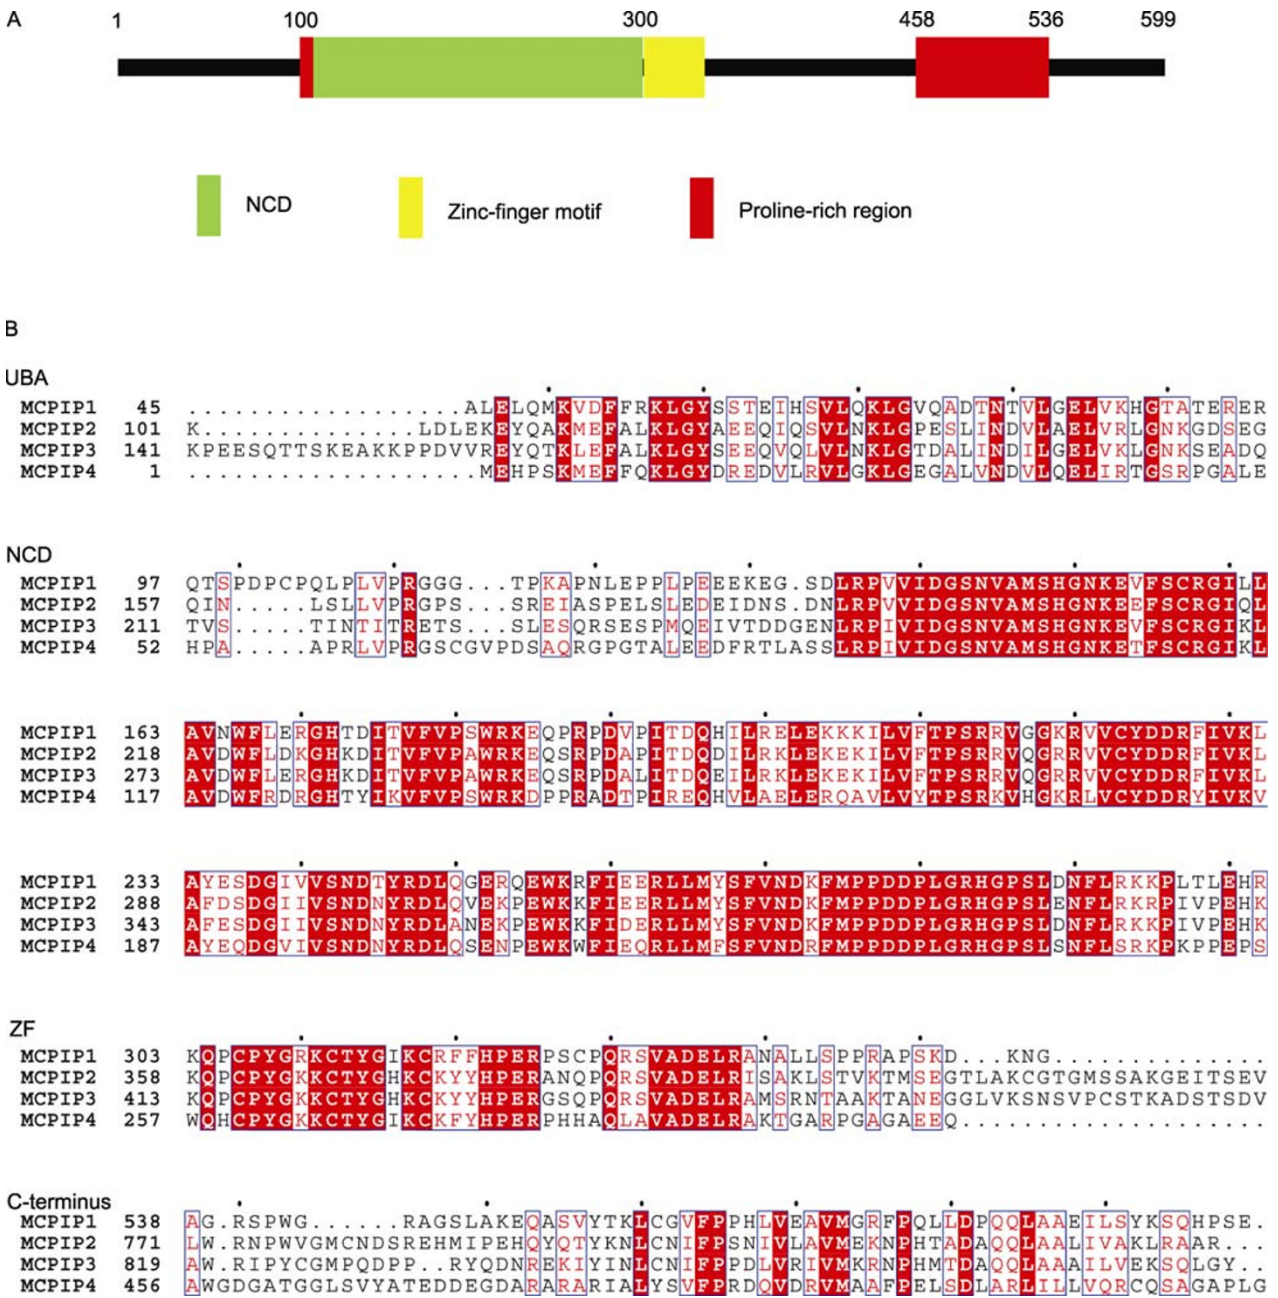 A
1 100 300 458 536 599
NCD Zinc-finger motif Proline-rich region
B
UBA
MCPIP1 45 ..................ALELQMKVDFFRKLGYSSTEIHSVLQKLGVQADTNTVLGELVKHGTATERER
MCPIP2 101 K..............LDLEKEYQAKMEFALKLGYAEEQIQSVLNKLGPESLINDVLAELVRLGNKGDSEG
MCPIP3 141 KPEESQTTSKEAKKPPDVVREYQTKLEFALKLGYSEEQVQLVLNKLGTDALINDILGELVKLGNKSEADQ
MCPIP4 1 ...................MEHPSKMEFFQKLGYDREDVLRVLGKLGEGALVNDVLQELIRTGSRPGALE
NCD
MCPIP1 97 QTSPDPCPQLPLVPRGGG...TPKAPNLEPPLPEEEKEG.SDLRPVVIDGSNVAMSHGNKEVFSCRGILL
MCPIP2 157 QIN.....LSLLVPRGPS...SREIASPELSLEDEIDNS.DNLRPVVIDGSNVAMSHGNKEEFSCRGIQL
MCPIP3 211 TVS.....TINTITRETS...SLESQRSESPMQEIVTDDGENLRPIVIDGSNVAMSHGNKEVFSCRGIKL
MCPIP4 52 HPA.....APRLVPRGSCGVPDSAQRGPGTALEEDFRTLASSLRPIVIDGSNVAMSHGNKETFSCRGIKL
MCPIP1 163 AVNWFLERGHTDITVFVPSWRKEQPRPDVPITDQHILRELEKKKILVFTPSRRVGGKRVVCYDDRFIVKL
MCPIP2 218 AVDWFLDKGHKDITVFVPAWRKEQSRPDAPITDQDILRKLEKEKILVFTPSRRVQGRRVVCYDDRFIVKL
MCPIP3 273 AVDWFLERGHKDITVFVPAWRKEQSRPDALITDQEILRKLEKEKILVFTPSRRVQGRRVVCYDDRFIVKL
MCPIP4 117 AVDWFRDRGHTYIKVFVPSWRKDPPRADTPIREQHVLAELERQAVLVYTPSRKVHGKRLVCYDDRYIVKV
MCPIP1 233 AYESDGIVVSNDTYRDLQGERQEWKRFIEERLLMYSFVNDKFMPPDDPLGRHGPSLDNFLRKKPLTLEHR
MCPIP2 288 AFDSDGIIVSNDNYRDLQVEKPEWKKFIEERLLMYSFVNDKFMPPDDPLGRHGPSLENFLRKRPIVPEHK
MCPIP3 343 AFESDGIIVSNDNYRDLANEKPEWKKFIDERLLMYSFVNDKFMPPDDPLGRHGPSLDNFLRKKPIVPEHK
MCPIP4 187 AYEQDGVIVSNDNYRDLQSENPEWKWFIEQRLLMFSFVNDRFMPPDDPLGRHGPSLSNFLSRKPKPPEPS
ZF
MCPIP1 303 KQPCPYGRKCTYGIKCRFFHPERPSCPQRSVADELRANALLSPPRAPSKD...KNG..............
MCPIP2 358 KQPCPYGKKCTYGHKCKYYHPERANQPQRSVADELRISAKLSTVKTMSEGTLAKCGTGMSSAKGEITSEV
MCPIP3 413 KQPCPYGKKCTYGHKCKYYHPERGSQPQRSVADELRAMSRNTAAKTANEGGLVKSNSVPCSTKADSTSDV
MCPIP4 257 WQHCPYGKKCTYGIKCKFYHPERPHHAQLAVADELRAKTGARPGAGAEEQ....................
C-terminus
MCPIP1 538 AG.RSPWG......RAGSLAKEQASVYTKLCGVFPPHLVEAVMGRFPQLLDPQQLAAEILSYKSQHPSE.
MCPIP2 771 LW.RNPWVGMCNDSREHMIPEHQYQTYKNLCNIFPSNIVLAVMEKNPHTADAQQLAALIVAKLRAAR...
MCPIP3 819 AW.RIPYCGMPQDPP..RYQDNREKIYINLCNIFPPDLVRIVMKRNPHMTDAQQLAAAILVEKSQLGY..
MCPIP4 456 AWGDGATGGLSVYATEDDEGDARARARIALYSVFPRDQVDRVMAAFPELSDLARLILLVQRCQSAGAPLG